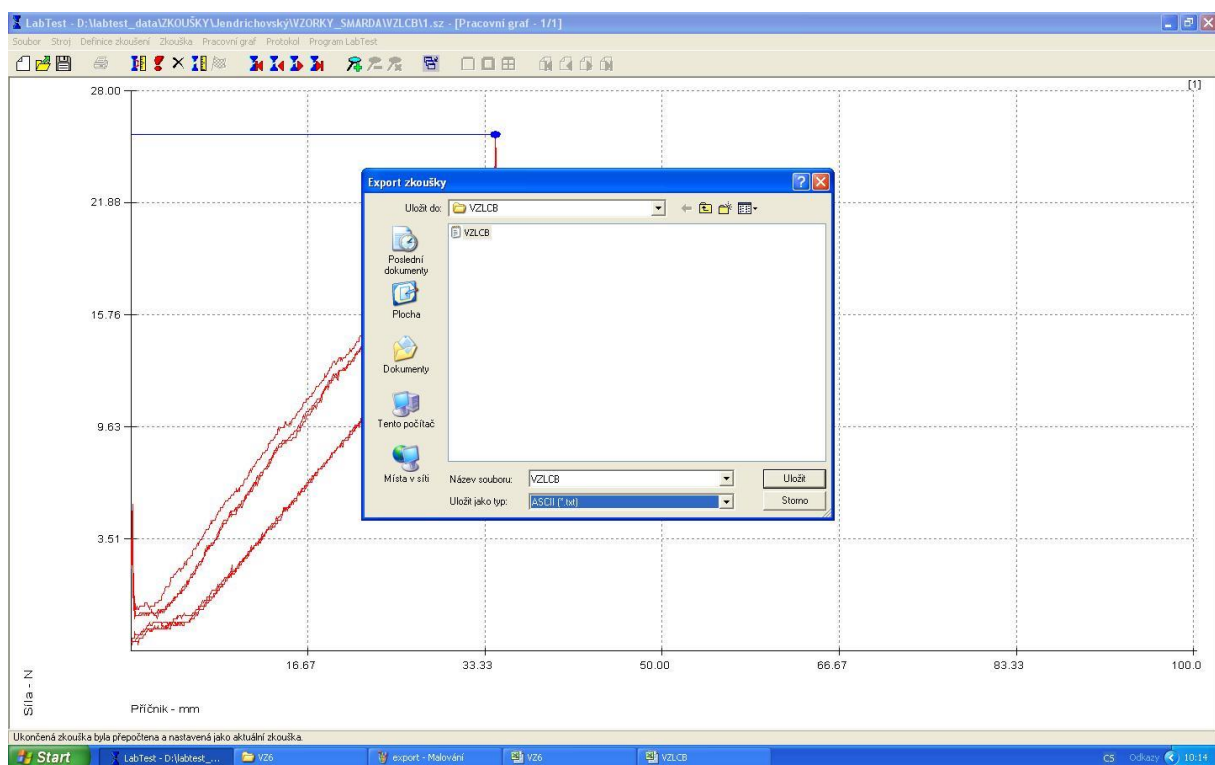 LabTest - D:\labtest_data\ZKOUŠKY\Jendrichovský\VZORKY_SMARDA\VZLCB\1.sz - [Pracovní graf - 1/1]
Soubor Stroj Definice zkoušení Zkouška Pracovní graf Protokol Program LabTest
[1]
28.00
21.88
15.76
9.63
3.51
16.67 33.33 50.00 66.67 83.33 100.0
Síla - N
Příčník - mm
Export zkoušky
Uložit do: VZLCB
VZLCB
Poslední
dokumenty
Plocha
Dokumenty
Tento počítač
Místa v síti
Název souboru: VZLCB Uložit
Uložit jako typ: ASCII (*.txt) Storno
Ukončená zkouška byla přepočtena a nastavená jako aktuální zkouška.
Start LabTest - D:\labtest_... VZ6 export - Malování VZ6 VZLCB CS Odkazy 10:14